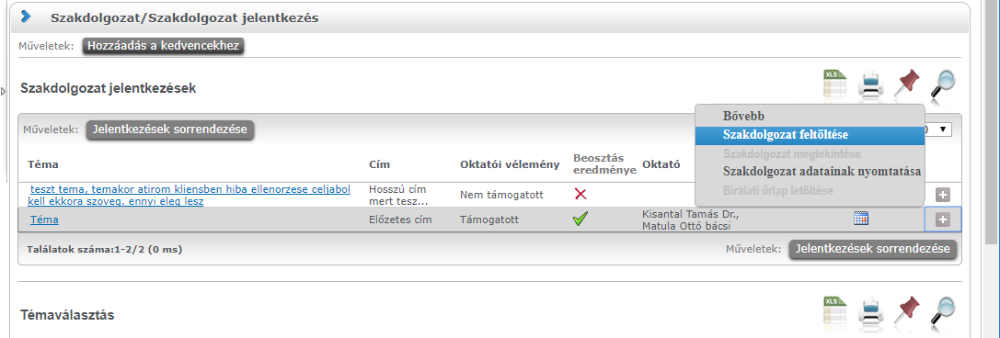 Szakdolgozat/Szakdolgozat jelentkezés
Műveletek: Hozzáadás a kedvencekhez
Szakdolgozat jelentkezések
XLS
Műveletek: Jelentkezések sorrendezése
Bővebb
Szakdolgozat feltöltése
Szakdolgozat megtekintése
Szakdolgozat adatainak nyomtatása
Bírálati űrlap letöltése
Téma Cím Oktatói vélemény Beosztás eredménye Oktató
teszt tema, temakor atirom kliensben hiba ellenorzese celjabol
kell ekkora szoveg. ennyi eleg lesz
Hosszú cím
mert tesz...
Nem támogatott
Téma Előzetes cím Támogatott
Kisantal Tamás Dr.,
Matula Ottó bácsi
Találatok száma:1-2/2 (0 ms)
Műveletek: Jelentkezések sorrendezése
Témaválasztás
XLS